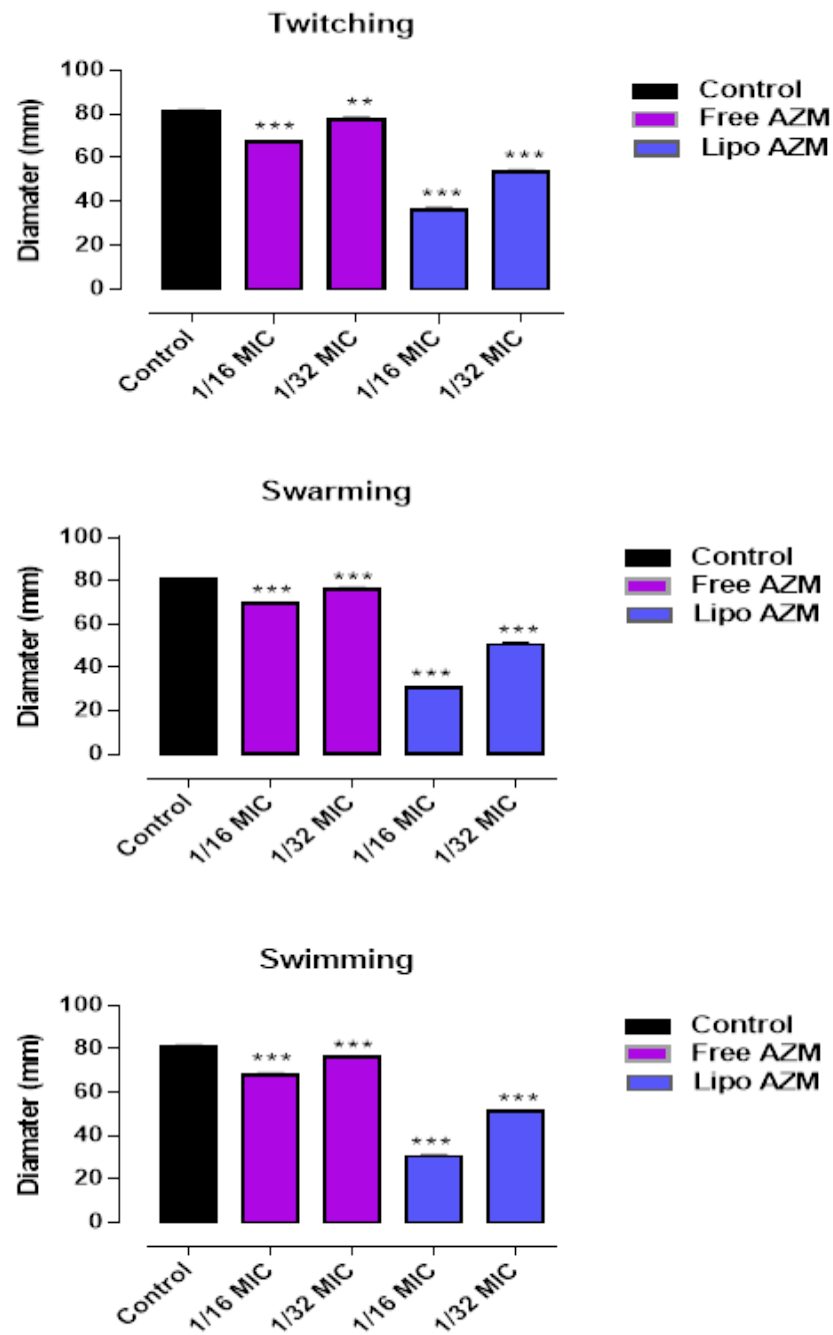 Twitching
Diamater (mm)
100
80
60
40
20
0
***
**
***
***
Control
1/16 MIC
1/32 MIC
1/16 MIC
1/32 MIC
Control
Free AZM
Lipo AZM
Swarming
Diamater (mm)
100
80
60
40
20
0
***
***
***
***
Control
1/16 MIC
1/32 MIC
1/16 MIC
1/32 MIC
Control
Free AZM
Lipo AZM
Swimming
Diamater (mm)
100
80
60
40
20
0
***
***
***
***
Control
1/16 MIC
1/32 MIC
1/16 MIC
1/32 MIC
Control
Free AZM
Lipo AZM